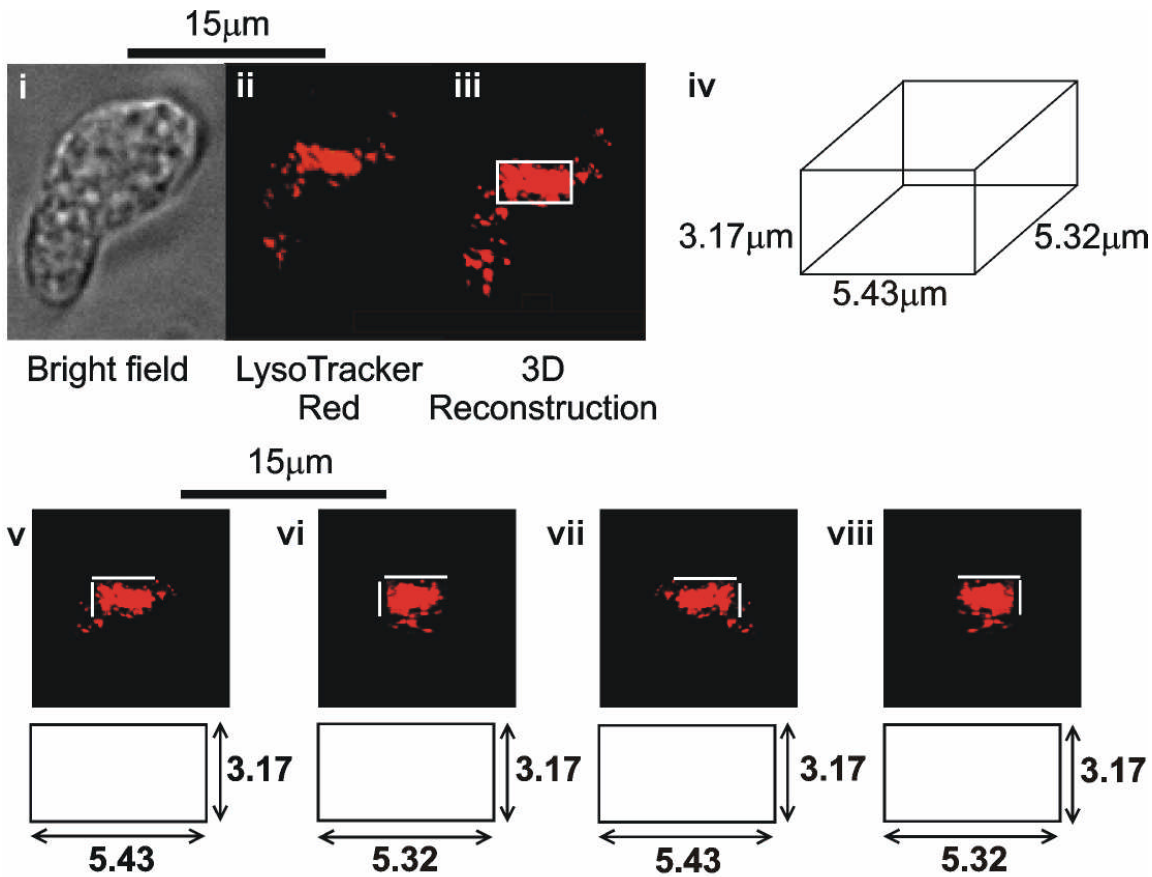 15μm
i
ii
iii
iv
3.17μm
5.32μm
5.43μm
Bright field
LysoTracker
Red
3D
Reconstruction
15μm
v
vi
vii
viii
3.17
3.17
3.17
3.17
5.43
5.32
5.43
5.32